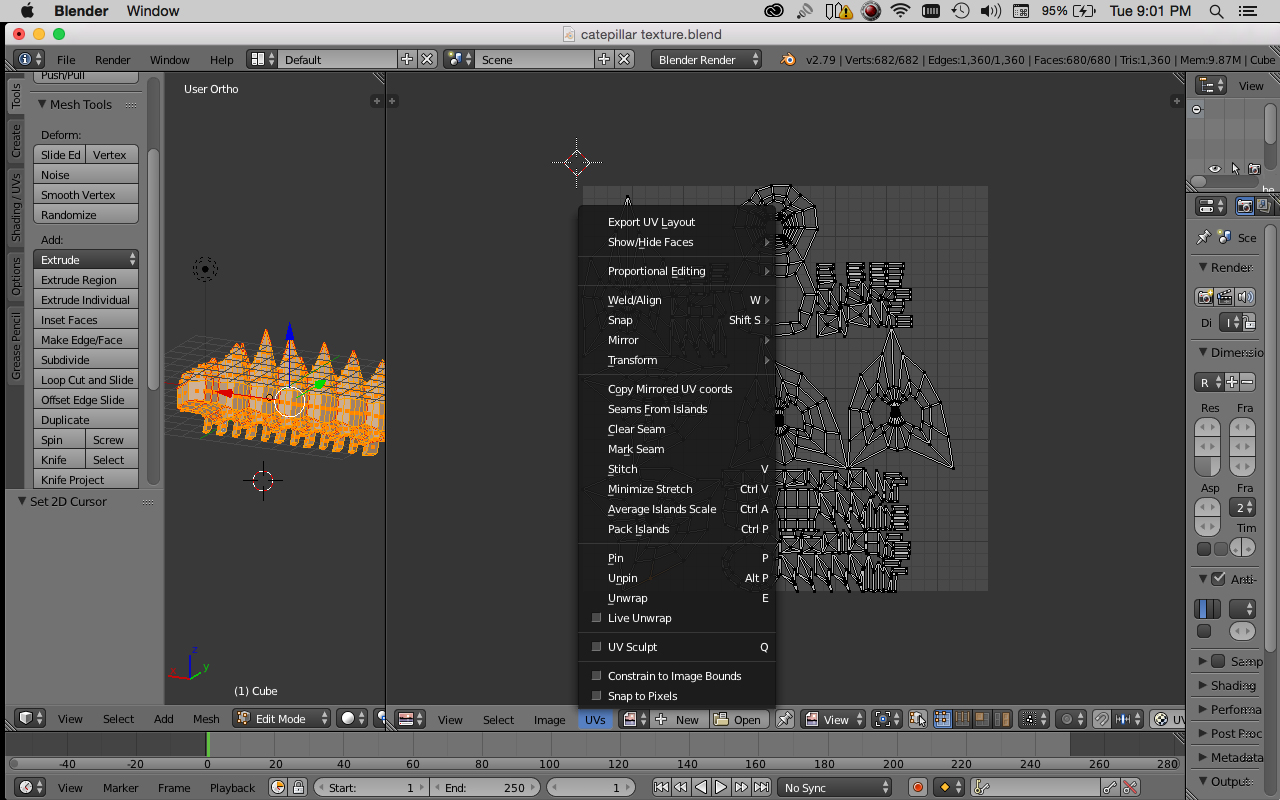 Blender Window 95% Tue 9:01 PM
catepillar texture.blend
File Render Window Help Default Scene Blender Render v2.79 | Verts:682/682 | Edges:1,360/1,360 | Faces:680/680 | Tris:1,360 | Mem:9.87M | Cube
Push/Pull
Mesh Tools
Deform:
Slide Ed Vertex
Noise
Smooth Vertex
Randomize
Add:
Extrude
Extrude Region
Extrude Individual
Inset Faces
Make Edge/Face
Subdivide
Loop Cut and Slide
Offset Edge Slide
Duplicate
Spin Screw
Knife Select
Knife Project
Set 2D Cursor
Tools
Create
Shading / UVs
Options
Grease Pencil
User Ortho
(1) Cube
z
y
x
Export UV Layout
Show/Hide Faces
Proportional Editing
Weld/Align W
Snap Shift S
Mirror
Transform
Copy Mirrored UV coords
Seams From Islands
Clear Seam
Mark Seam
Stitch V
Minimize Stretch Ctrl V
Average Islands Scale Ctrl A
Pack Islands Ctrl P
Pin P
Unpin Alt P
Unwrap E
Live Unwrap
UV Sculpt Q
Constrain to Image Bounds
Snap to Pixels
View
Sce
Render
Di
Dimensio
R
Res Fra
Asp Fra
2
Tim
Anti-
Samp
Shading
Performa
Post Proc
Metadata
Output
View Select Add Mesh Edit Mode
View Select Image UVs New Open View UV
-40 -20 0 20 40 60 80 100 120 140 160 180 200 220 240 260 280
View Marker Frame Playback Start: 1 End: 250 1 No Sync